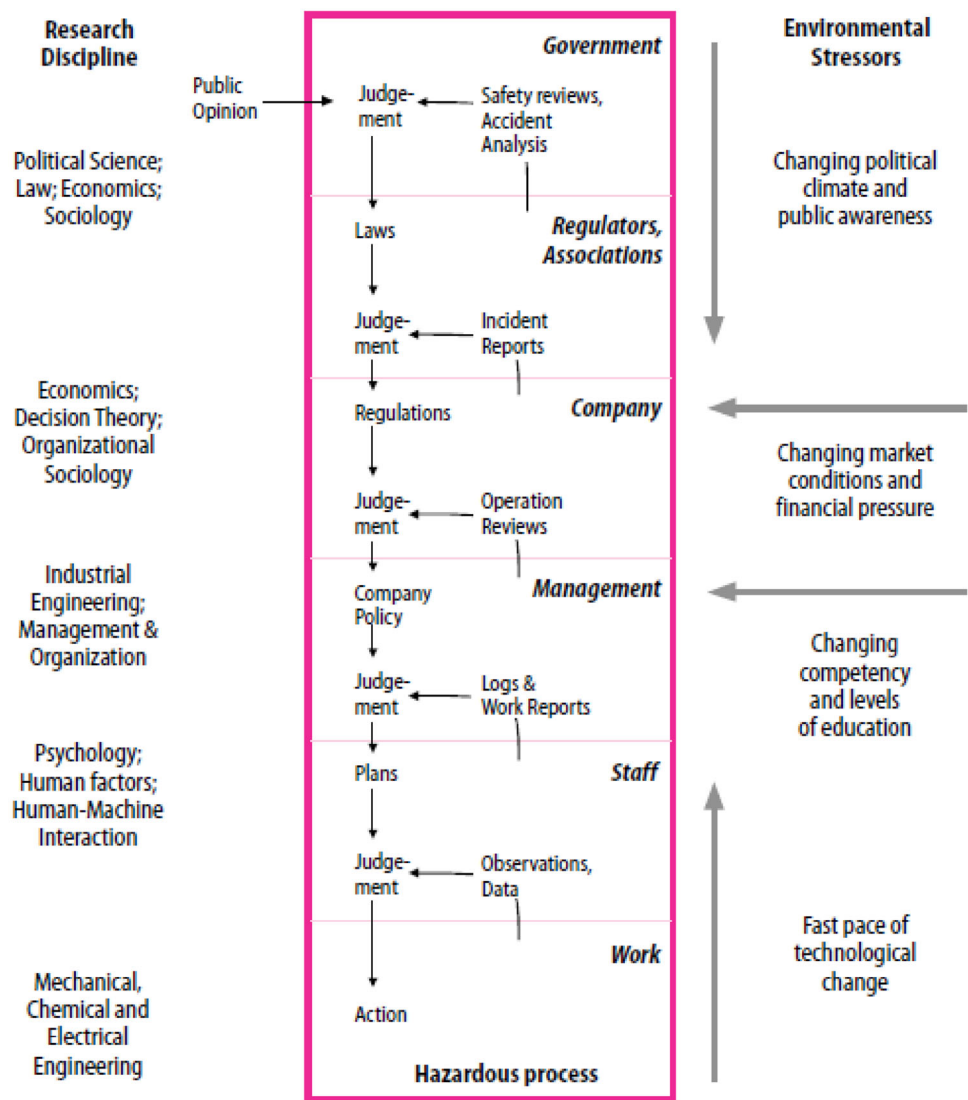 Research
Discipline
Government
Environmental
Stressors
Public
Opinion
Judge-
ment
Safety reviews,
Accident
Analysis
Political Science;
Law; Economics;
Sociology
Changing political
climate and
public awareness
Laws
Regulators,
Associations
Judge-
ment
Incident
Reports
Economics;
Decision Theory;
Organizational
Sociology
Regulations
Company
Changing market
conditions and
financial pressure
Judge-
ment
Operation
Reviews
Industrial
Engineering;
Management &
Organization
Company
Policy
Management
Changing
competency
and levels
of education
Judge-
ment
Logs &
Work Reports
Psychology;
Human factors;
Human-Machine
Interaction
Plans
Staff
Judge-
ment
Observations,
Data
Fast pace of
technological
change
Work
Mechanical,
Chemical and
Electrical
Engineering
Action
Hazardous process